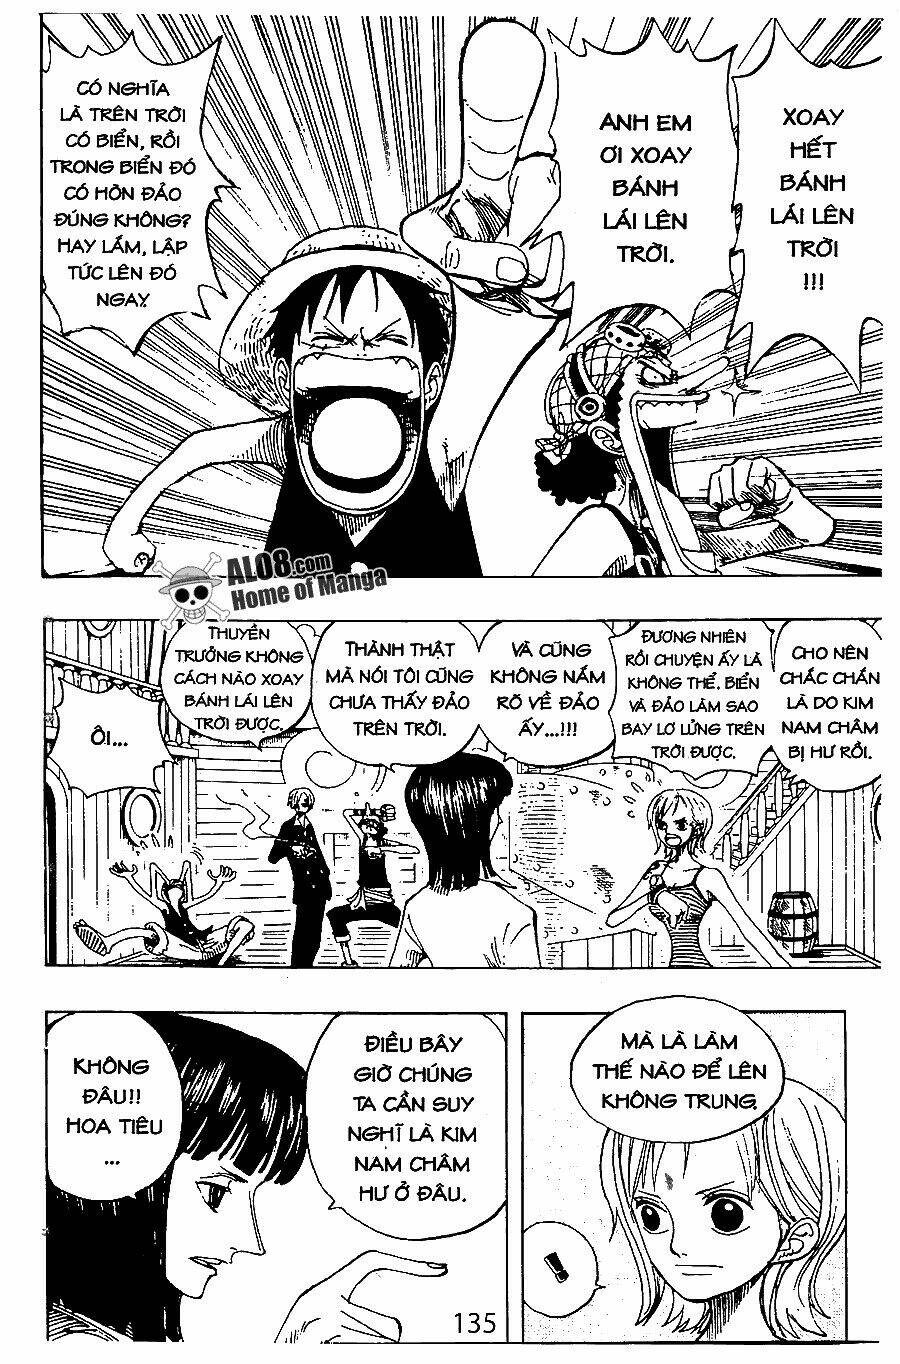 XOAY
HẾT
BÁNH
LÁI LÊN
TRỜI
!!!
ANH EM
ƠI XOAY
BÁNH
LÁI LÊN
TRỜI.
CÓ NGHĨA
LÀ TRÊN TRỜI
CÓ BIỂN, RỒI
TRONG BIỂN ĐÓ
CÓ HÒN ĐẢO
ĐÚNG KHÔNG?
HAY LẮM, LẬP
TỨC LÊN ĐÓ
NGAY.
ALO8.com
Home of Manga
CHO NÊN
CHẮC CHẮN
LÀ DO KIM
NAM CHÂM
BỊ HƯ RỒI.
ĐƯƠNG NHIÊN
RỒI CHUYỆN ẤY LÀ
KHÔNG THỂ. BIỂN
VÀ ĐẢO LÀM SAO
BAY LƠ LỬNG TRÊN
TRỜI ĐƯỢC.
VÀ CŨNG
KHÔNG NẮM
RÕ VỀ ĐẢO
ẤY...!!!
THÀNH THẬT
MÀ NÓI TÔI CŨNG
CHƯA THẤY ĐẢO
TRÊN TRỜI.
THUYỀN
TRƯỞNG KHÔNG
CÁCH NÀO XOAY
BÁNH LÁI LÊN
TRỜI ĐƯỢC.
ÔI...
MÀ LÀ LÀM
THẾ NÀO ĐỂ LÊN
KHÔNG TRUNG.
!
ĐIỀU BÂY
GIỜ CHÚNG
TA CẦN SUY
NGHĨ LÀ KIM
NAM CHÂM
HƯ Ở ĐÂU.
KHÔNG
ĐÂU!!
HOA TIÊU
...
135